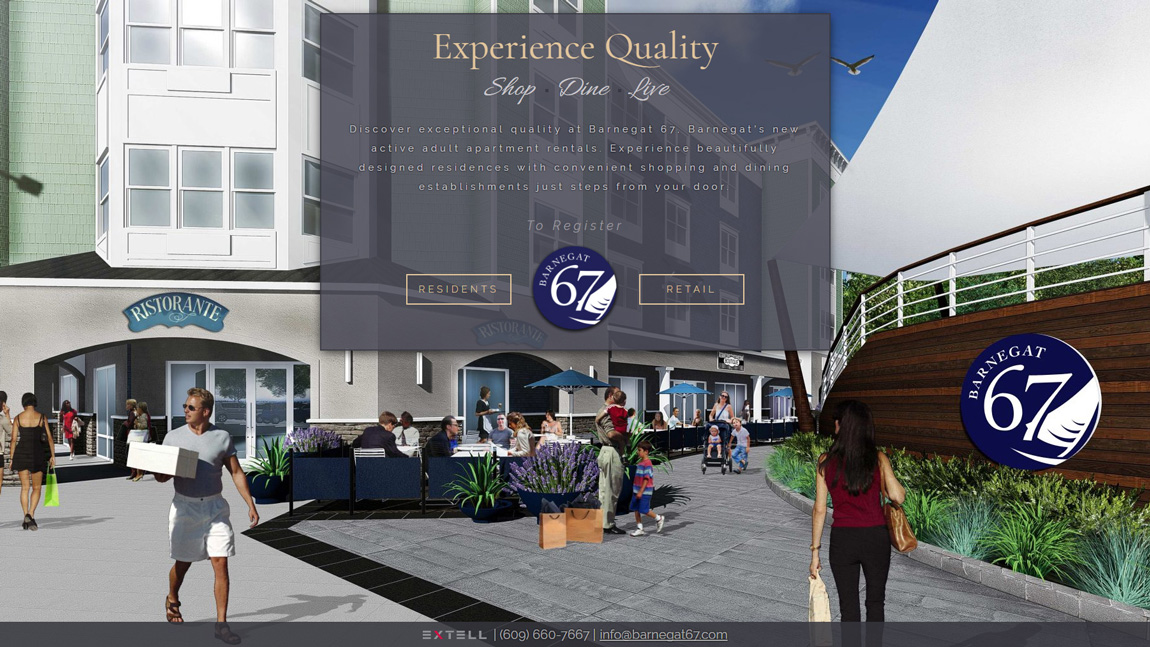 Experience Quality
Shop · Dine · Live
Discover exceptional quality at Barnegat 67, Barnegat's new
active adult apartment rentals. Experience beautifully
designed residences with convenient shopping and dining
establishments just steps from your door.
To Register
RESIDENTS
BARNEGAT
67
RETAIL
RISTORANTE
RISTORANTE
BARNEGAT
67
EXTELL | (609) 660-7667 | info@barnegat67.com